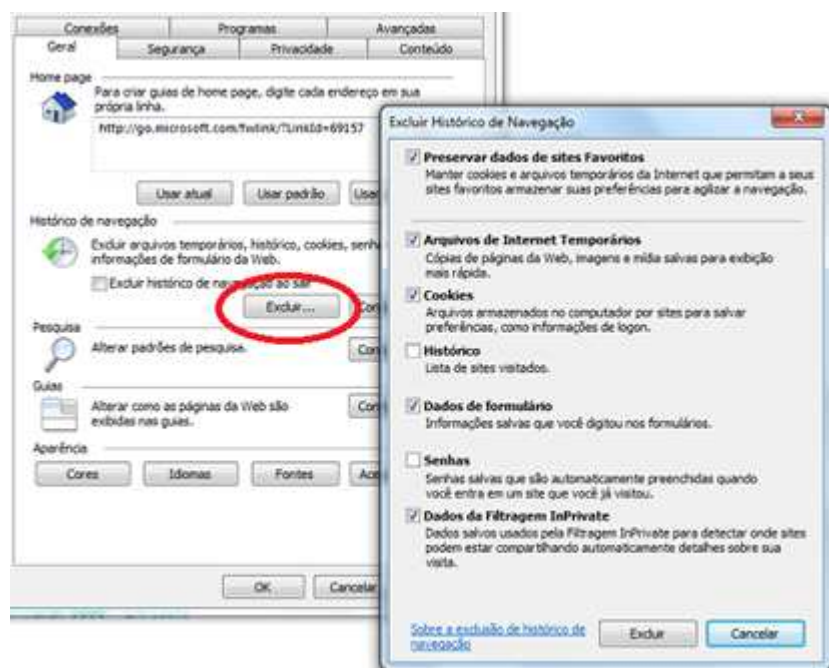 Conexões Programas Avançadas
Geral Segurança Privacidade Conteúdo
Home page
Para criar guias de home page, digite cada endereço em sua
própria linha.
http://go.microsoft.com/fwlink/?LinkId=69157
Usar atual Usar padrão Usar
Histórico de navegação
Excluir arquivos temporários, histórico, cookies,
informações de formulário da Web.
Excluir histórico de navegação ao sair
Excluir...
Pesquisa
Alterar padrões de pesquisa.
Guias
Alterar como as páginas da Web são
exibidas nas guias.
Aparência
Cores Idiomas Fontes
OK Cancelar
Excluir Histórico de Navegação
Preservar dados de sites Favoritos
Manter cookies e arquivos temporários da Internet que permitam a seus
sites favoritos armazenar suas preferências para agilizar a navegação.
Arquivos de Internet Temporários
Cópias de páginas da Web, imagens e mídia salvas para exibição
mais rápida.
Cookies
Arquivos armazenados no computador por sites para salvar
preferências, como informações de logon.
Histórico
Lista de sites visitados.
Dados de formulário
Informações salvas que você digitou nos formulários.
Senhas
Senhas salvas que são automaticamente preenchidas quando
você entra em um site que você já visitou.
Dados da Filtragem InPrivate
Dados salvos usados pela Filtragem InPrivate para detectar onde sites
podem estar compartilhando automaticamente detalhes sobre sua
visita.
Sobre a exclusão de histórico de
navegação
Excluir Cancelar